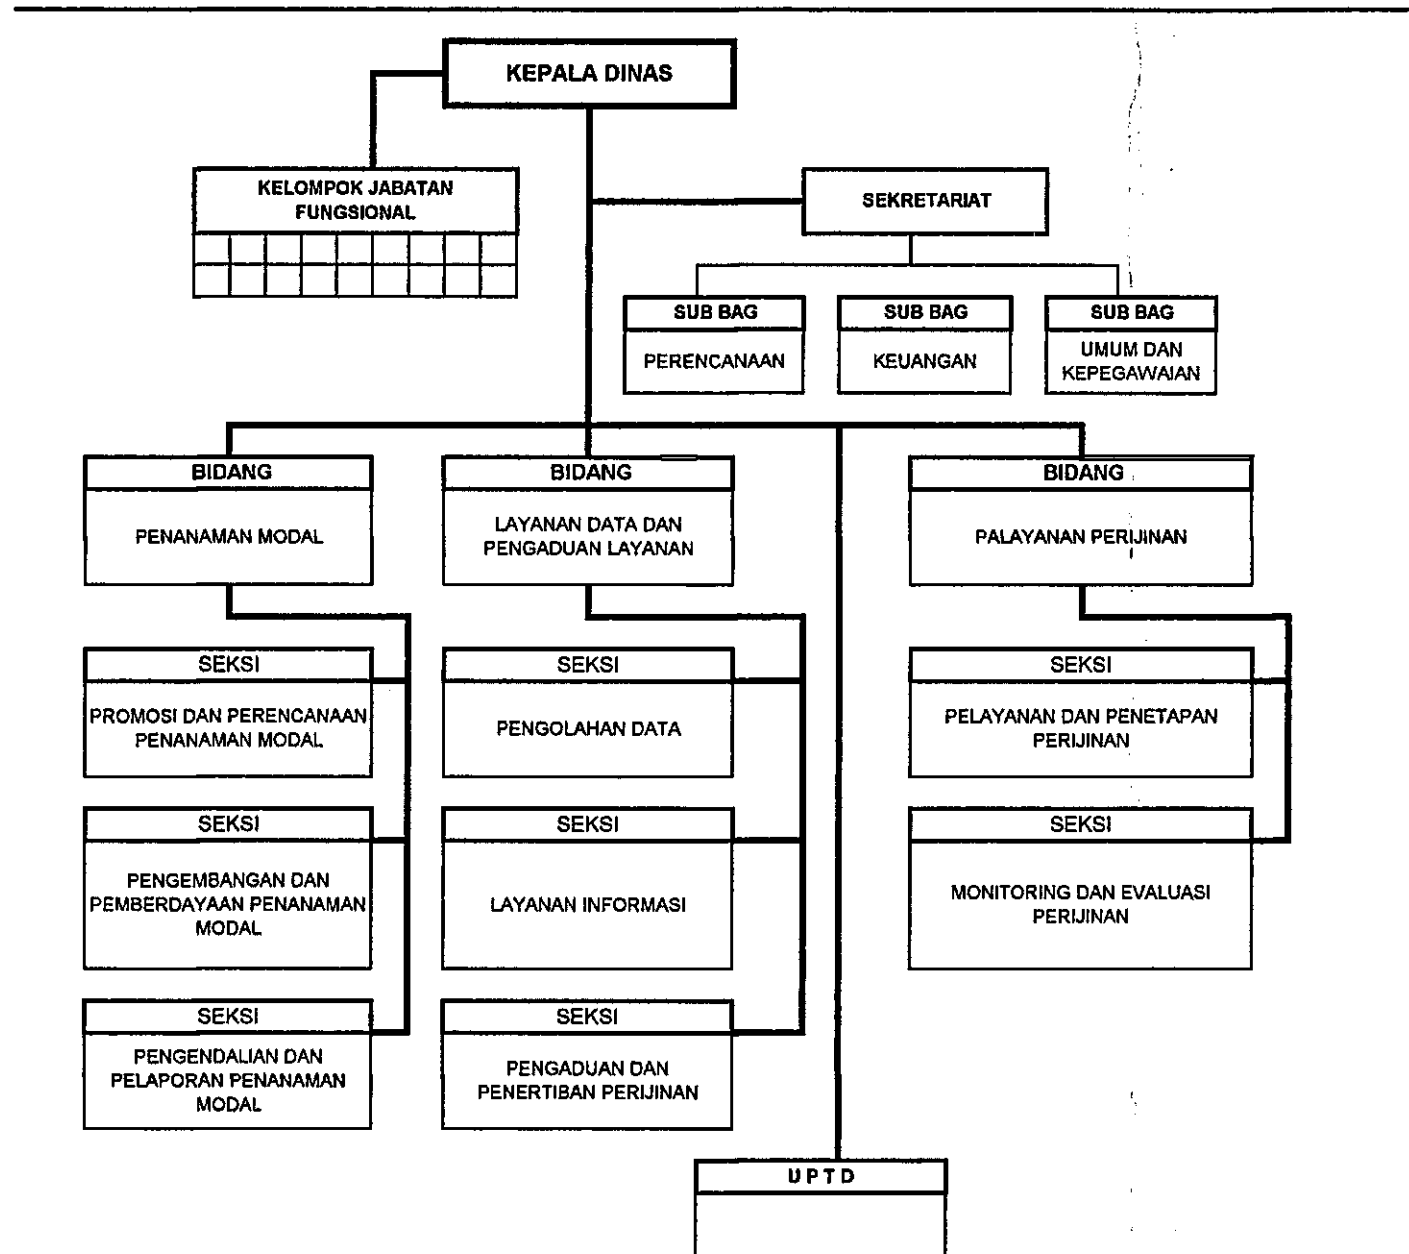 KEPALA DINAS
KELOMPOK JABATAN
FUNGSIONAL
SEKRETARIAT
SUB BAG
PERENCANAAN
SUB BAG
KEUANGAN
SUB BAG
UMUM DAN
KEPEGAWAIAN
BIDANG
PENANAMAN MODAL
BIDANG
LAYANAN DATA DAN
PENGADUAN LAYANAN
BIDANG
PALAYANAN PERIJINAN
SEKSI
PROMOSI DAN PERENCANAAN
PENANAMAN MODAL
SEKSI
PENGOLAHAN DATA
SEKSI
PELAYANAN DAN PENETAPAN
PERIJINAN
SEKSI
PENGEMBANGAN DAN
PEMBERDAYAAN PENANAMAN
MODAL
SEKSI
LAYANAN INFORMASI
SEKSI
MONITORING DAN EVALUASI
PERIJINAN
SEKSI
PENGENDALIAN DAN
PELAPORAN PENANAMAN
MODAL
SEKSI
PENGADUAN DAN
PENERTIBAN PERIJINAN
U P T D